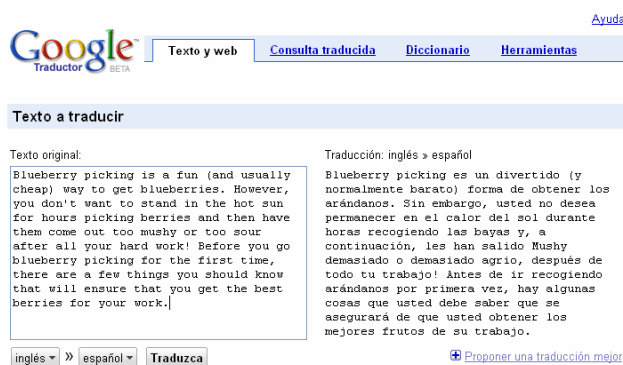 Ayuda
Google™
Traductor BETA
Texto y web Consulta traducida Diccionario Herramientas
Texto a traducir
Texto original:
Blueberry picking is a fun (and usually
cheap) way to get blueberries. However,
you don't want to stand in the hot sun
for hours picking berries and then have
them come out too mushy or too sour
after all your hard work! Before you go
blueberry picking for the first time,
there are a few things you should know
that will ensure that you get the best
berries for your work.
inglés » español Traduzca
Traducción: inglés » español
Blueberry picking es un divertido (y
normalmente barato) forma de obtener los
arándanos. Sin embargo, usted no desea
permanecer en el calor del sol durante
horas recogiendo las bayas y, a
continuación, les han salido Mushy
demasiado o demasiado agrio, después de
todo tu trabajo! Antes de ir recogiendo
arándanos por primera vez, hay algunas
cosas que usted debe saber que se
asegurará de que usted obtener los
mejores frutos de su trabajo.
Proponer una traducción mejor